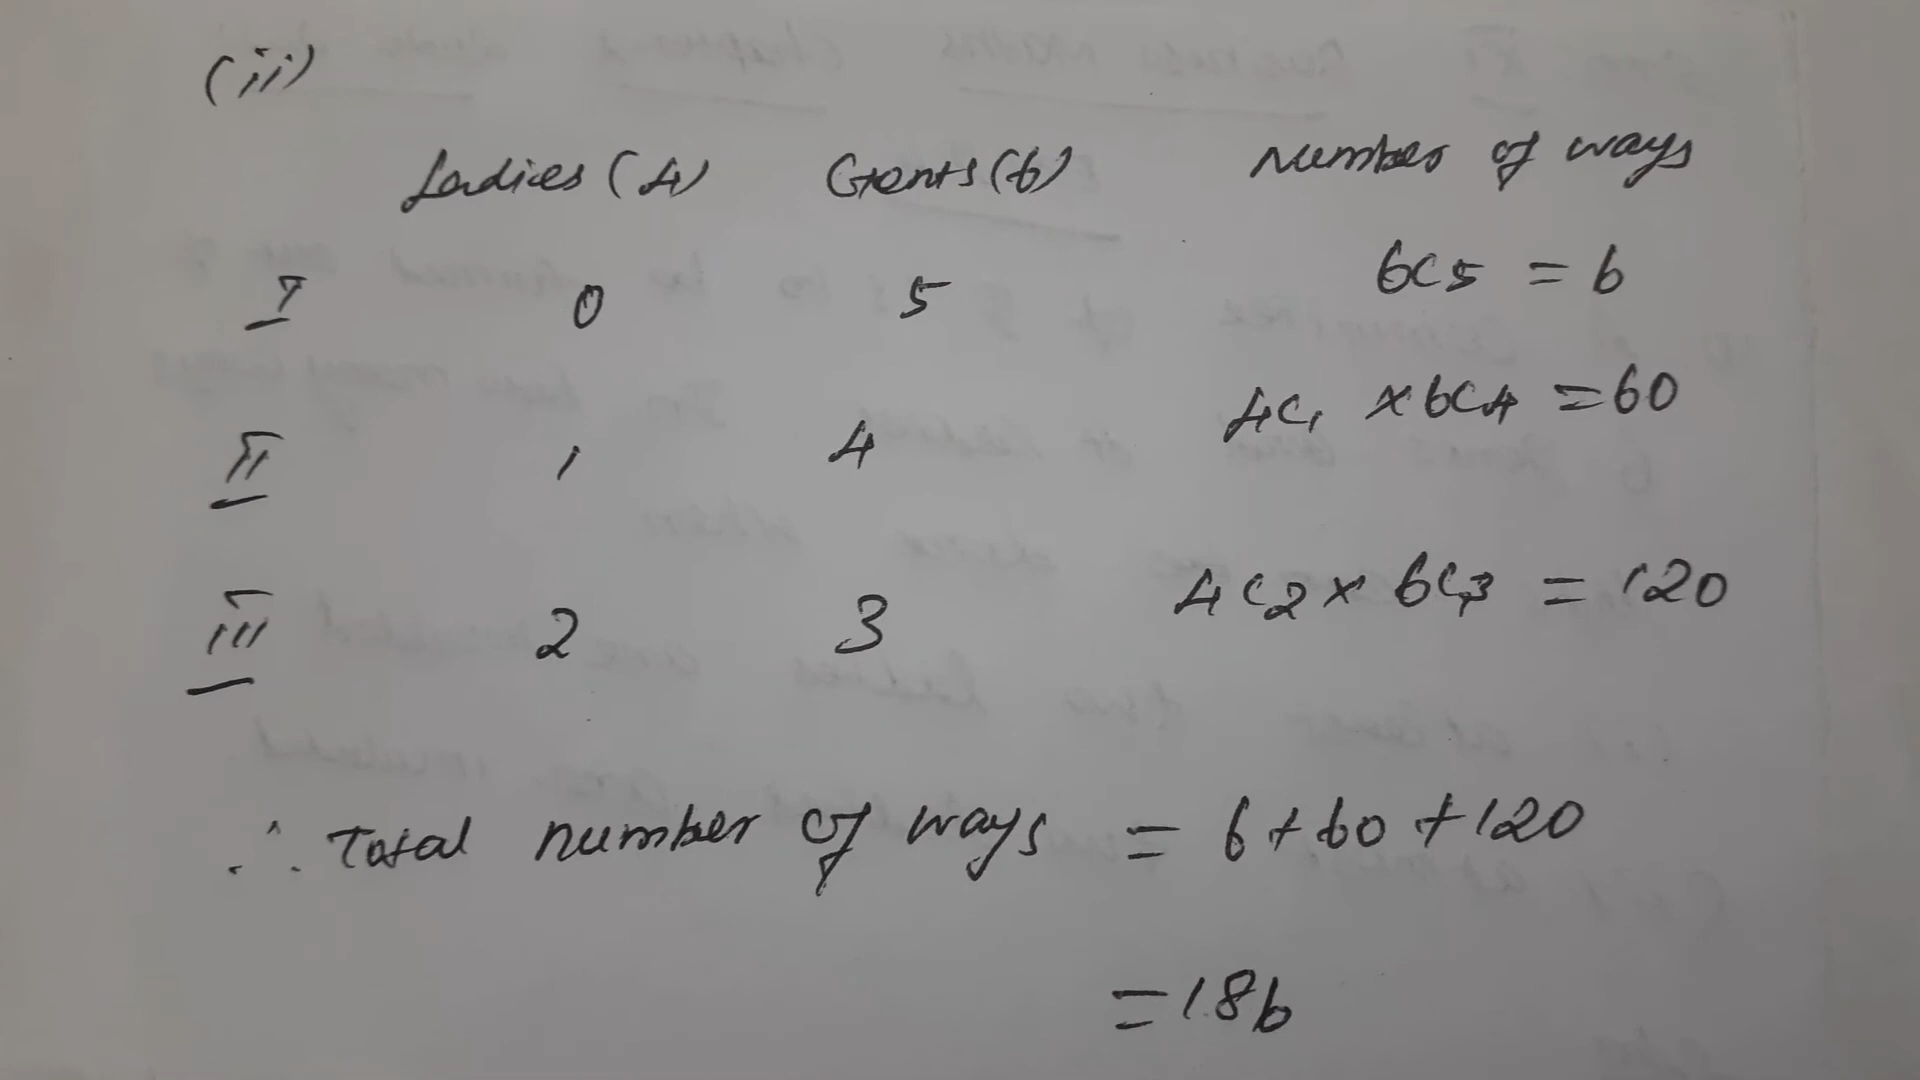 (ii)
Ladies (4) Gents (6) Number of ways
I 0 5 6C5 = 6
II 1 4 4C1 × 6C4 = 60
III 2 3 4C2 × 6C3 = 120
∴ Total number of ways = 6 + 60 + 120
= 186